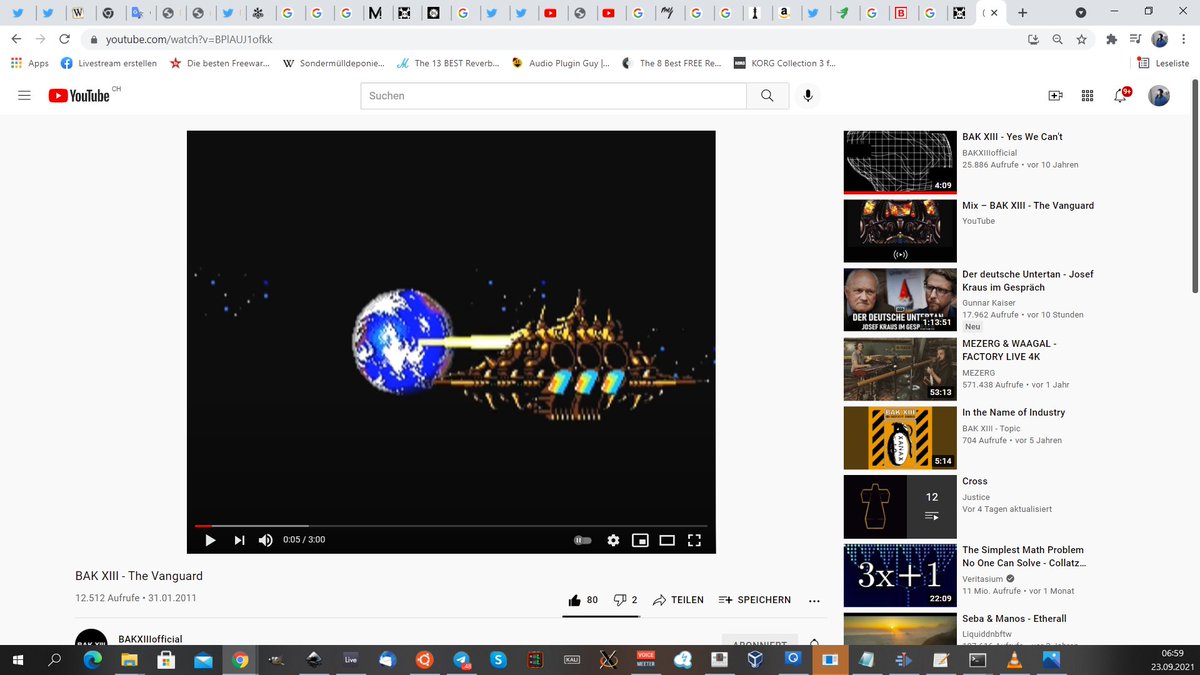 youtube.com/watch?v=BPlAUJ1ofkk
Apps
Livestream erstellen
Die besten Freewar...
Sondermülldeponie...
The 13 BEST Reverb...
Audio Plugin Guy |...
The 8 Best FREE Re...
KORG Collection 3 f...
Leseliste
YouTube CH
Suchen
9+
BAK XIII - Yes We Can't
BAKXIIIofficial
25.886 Aufrufe • vor 10 Jahren
4:09
Mix – BAK XIII - The Vanguard
YouTube
Der deutsche Untertan - Josef
Kraus im Gespräch
Gunnar Kaiser
17.962 Aufrufe • vor 10 Stunden
Neu
DER DEUTSCHE UNTERTAN
JOSEF KRAUS IM GESP
1:13:51
MEZERG & WAAGAL -
FACTORY LIVE 4K
MEZERG
571.438 Aufrufe • vor 1 Jahr
53:13
In the Name of Industry
BAK XIII - Topic
704 Aufrufe • vor 5 Jahren
BAK XIII
XANAX
5:14
Cross
Justice
Vor 4 Tagen aktualisiert
12
The Simplest Math Problem
No One Can Solve - Collatz...
Veritasium
11 Mio. Aufrufe • vor 1 Monat
3x+1
22:09
Seba & Manos - Etherall
Liquiddnbftw
0:05 / 3:00
BAK XIII - The Vanguard
12.512 Aufrufe • 31.01.2011
80
2
TEILEN
SPEICHERN
BAK XIII
BAKXIIIofficial
ABONNIERT
Live
KALI
VOICE
MEETER
06:59
23.09.2021